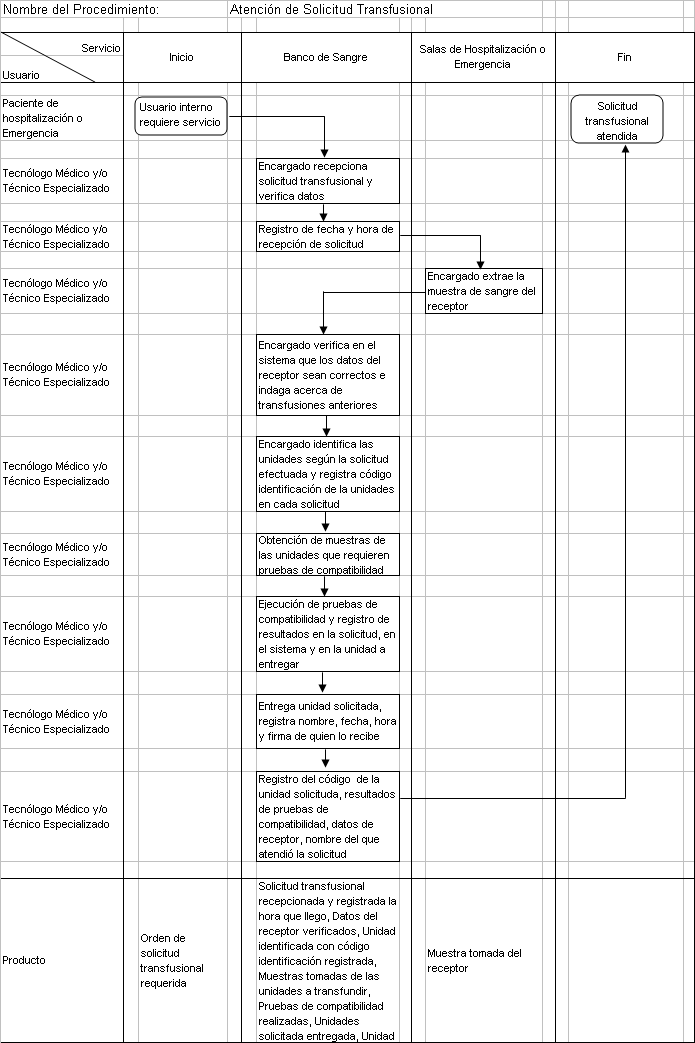 Nombre del Procedimiento: Atención de Solicitud Transfusional
Servicio
Usuario
Inicio
Banco de Sangre
Salas de Hospitalización o
Emergencia
Fin
Paciente de
hospitalización o
Emergencia
Usuario interno
requiere servicio
Solicitud
transfusional
atendida
Tecnólogo Médico y/o
Técnico Especializado
Encargado recepciona
solicitud transfusional y
verifica datos
Tecnólogo Médico y/o
Técnico Especializado
Registro de fecha y hora de
recepción de solicitud
Tecnólogo Médico y/o
Técnico Especializado
Encargado extrae la
muestra de sangre del
receptor
Tecnólogo Médico y/o
Técnico Especializado
Encargado verifica en el
sistema que los datos del
receptor sean correctos e
indaga acerca de
transfusiones anteriores
Tecnólogo Médico y/o
Técnico Especializado
Encargado identifica las
unidades según la solicitud
efectuada y registra código
identificación de la unidades
en cada solicitud
Tecnólogo Médico y/o
Técnico Especializado
Obtención de muestras de
las unidades que requieren
pruebas de compatibilidad
Tecnólogo Médico y/o
Técnico Especializado
Ejecución de pruebas de
compatibilidad y registro de
resultados en la solicitud, en
el sistema y en la unidad a
entregar
Tecnólogo Médico y/o
Técnico Especializado
Entrega unidad solicitada,
registra nombre, fecha, hora
y firma de quien lo recibe
Tecnólogo Médico y/o
Técnico Especializado
Registro del código de la
unidad solicituda, resultados
de pruebas de
compatibilidad, datos de
receptor, nombre del que
atendió la solicitud
Producto
Orden de
solicitud
transfusional
requerida
Solicitud transfusional
recepcionada y registrada la
hora que llego, Datos del
receptor verificados, Unidad
identificada con código
identificación registrada,
Muestras tomadas de las
unidades a transfundir,
Pruebas de compatibilidad
realizadas, Unidades
solicitada entregada, Unidad
Muestra tomada del
receptor